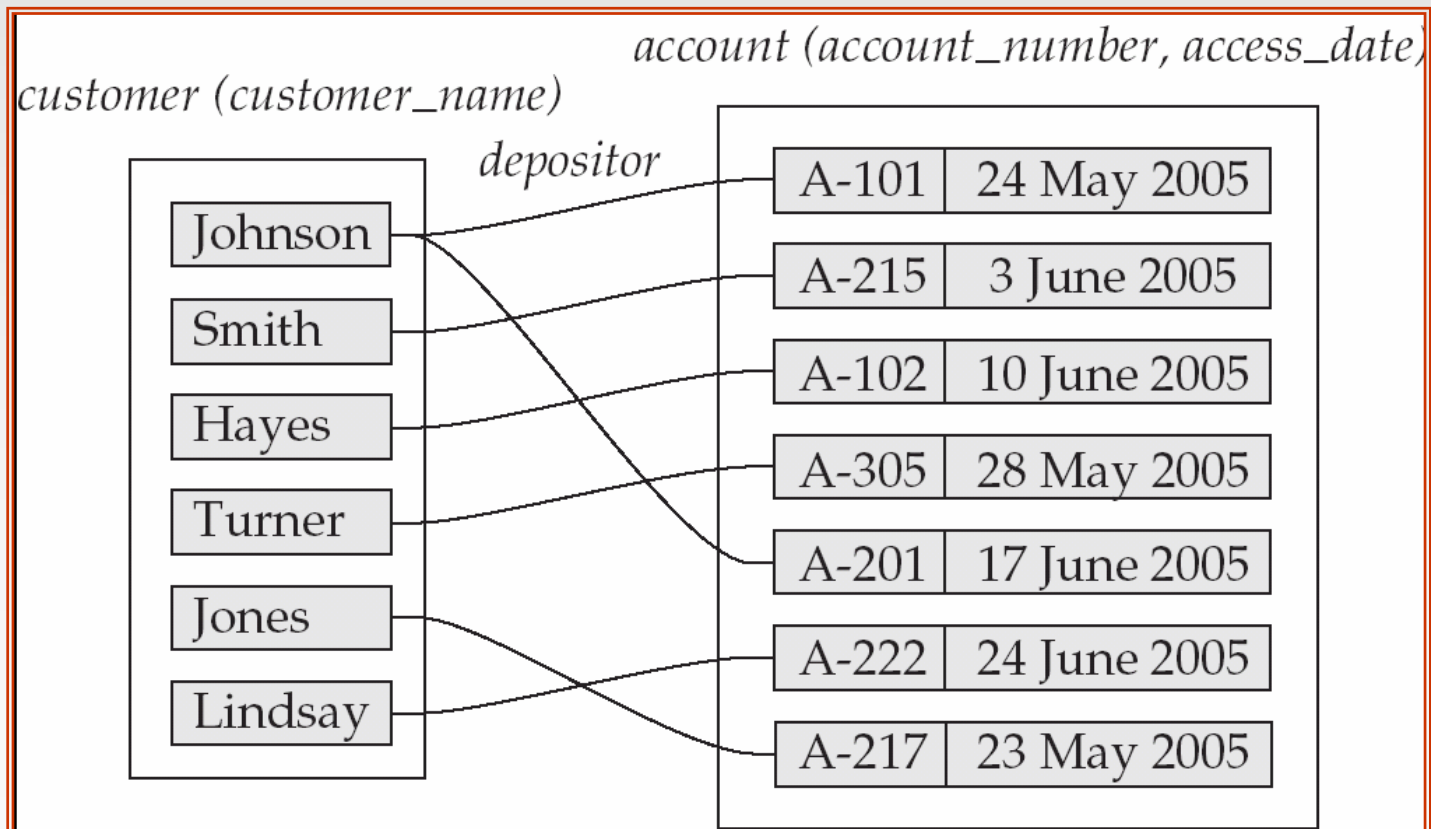 account (account_number, access_date)
customer (customer_name)
depositor
Johnson
Smith
Hayes
Turner
Jones
Lindsay
A-101 24 May 2005
A-215 3 June 2005
A-102 10 June 2005
A-305 28 May 2005
A-201 17 June 2005
A-222 24 June 2005
A-217 23 May 2005